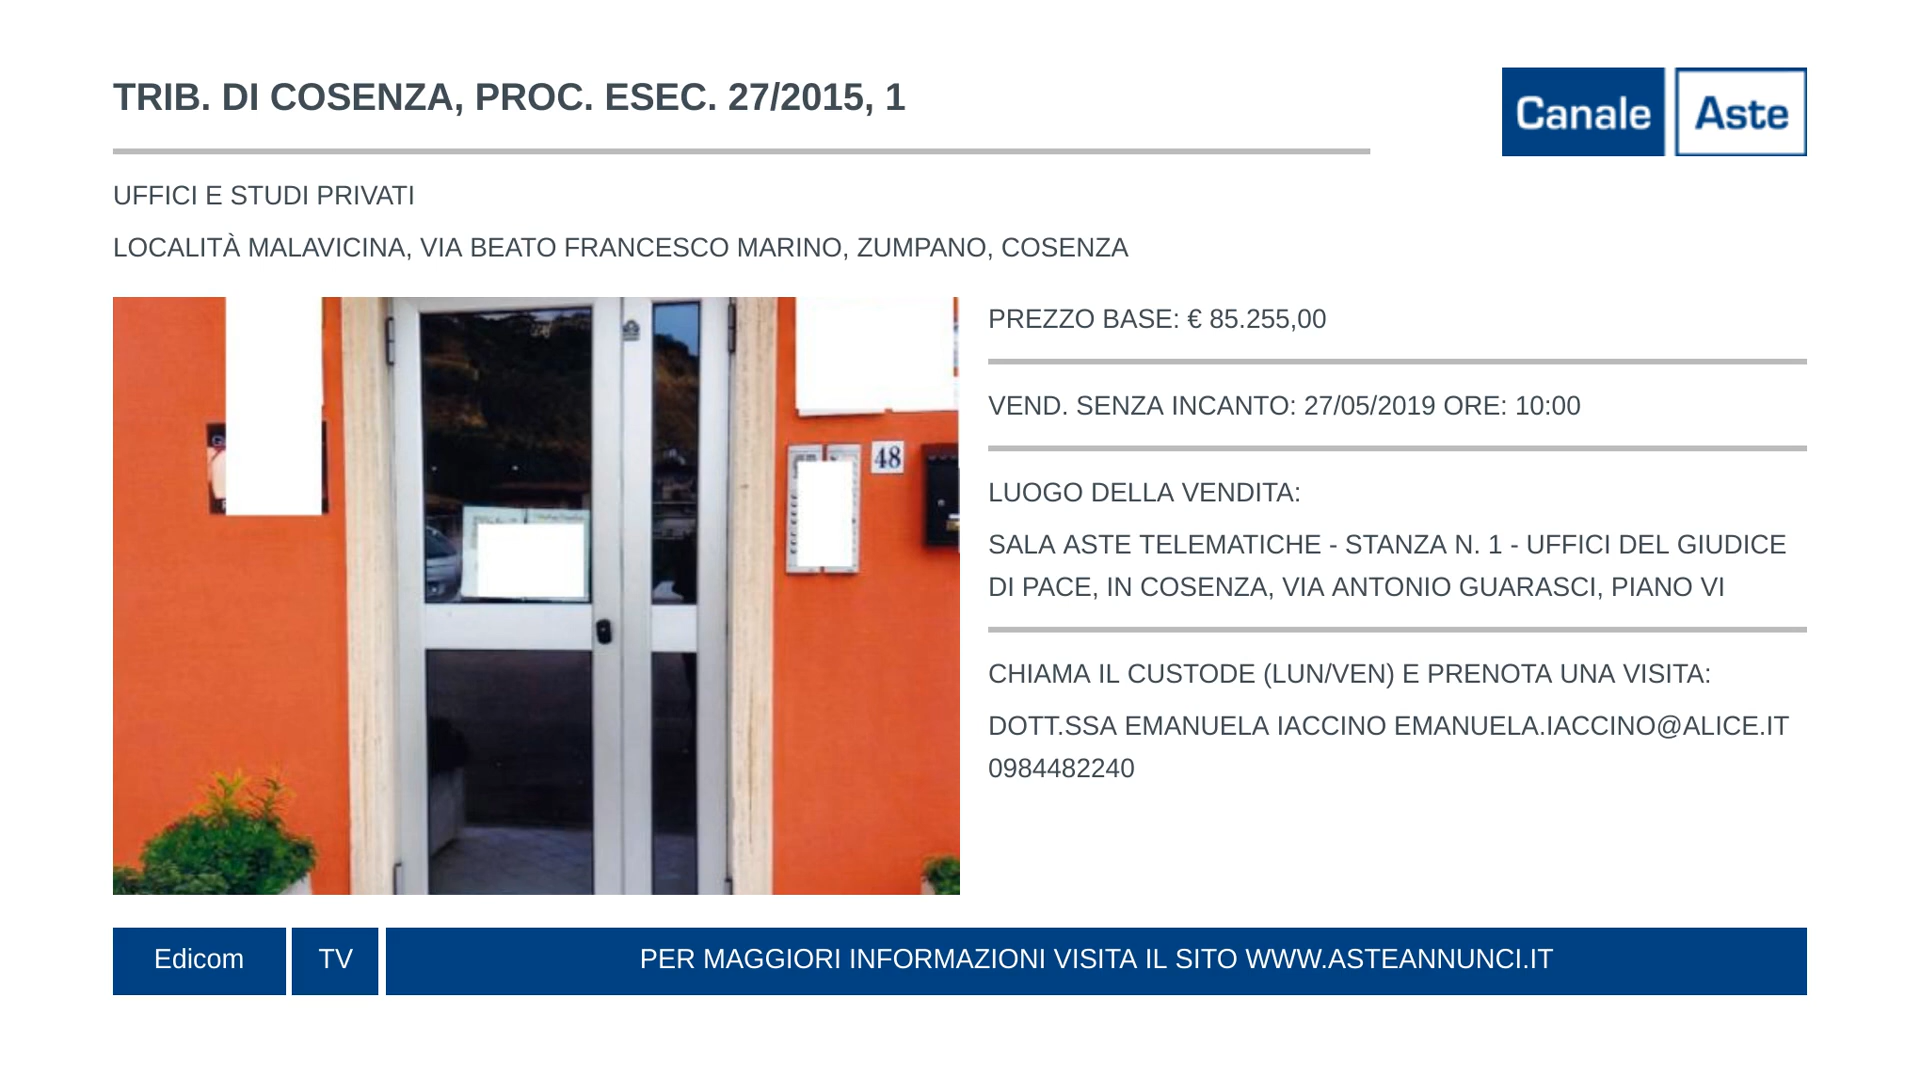 TRIB. DI COSENZA, PROC. ESEC. 27/2015, 1
Canale Aste
UFFICI E STUDI PRIVATI
LOCALITÀ MALAVICINA, VIA BEATO FRANCESCO MARINO, ZUMPANO, COSENZA
48
PREZZO BASE: € 85.255,00
VEND. SENZA INCANTO: 27/05/2019 ORE: 10:00
LUOGO DELLA VENDITA:
SALA ASTE TELEMATICHE - STANZA N. 1 - UFFICI DEL GIUDICE
DI PACE, IN COSENZA, VIA ANTONIO GUARASCI, PIANO VI
CHIAMA IL CUSTODE (LUN/VEN) E PRENOTA UNA VISITA:
DOTT.SSA EMANUELA IACCINO EMANUELA.IACCINO@ALICE.IT
0984482240
Edicom TV PER MAGGIORI INFORMAZIONI VISITA IL SITO WWW.ASTEANNUNCI.IT